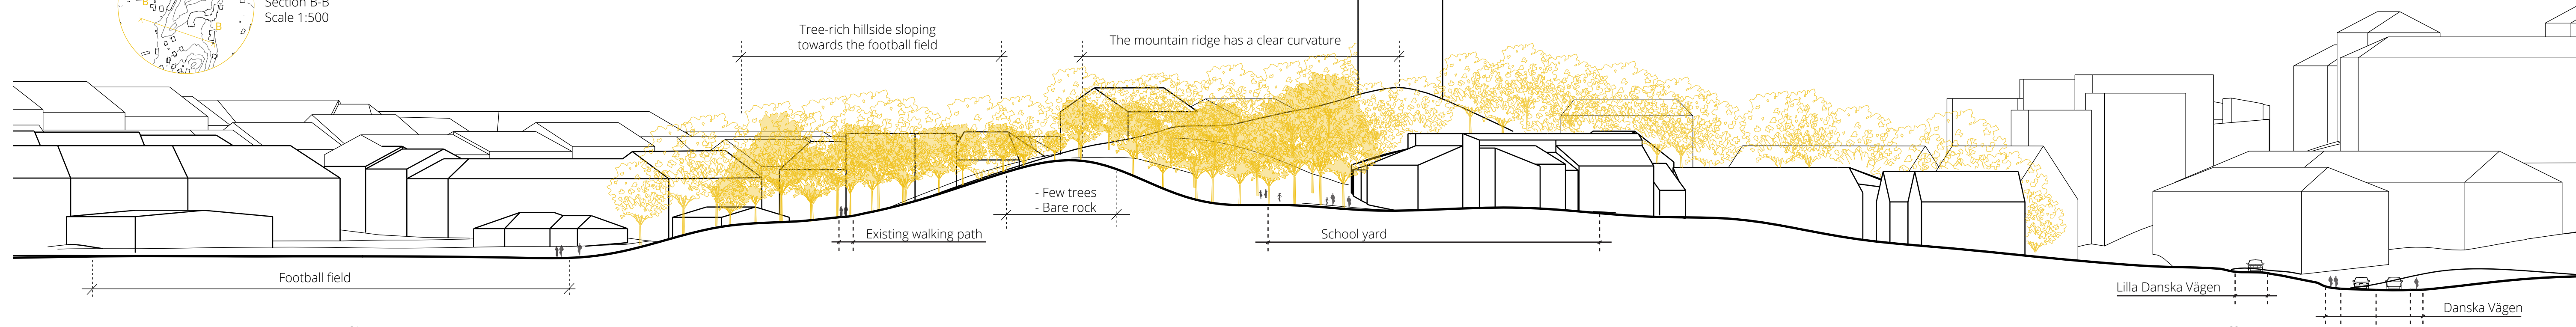 Section B-B
Scale 1:500
B
B
Tree-rich hillside sloping
towards the football field
The mountain ridge has a clear curvature
- Few trees
- Bare rock
Existing walking path
School yard
Football field
Lilla Danska Vägen
Danska Vägen